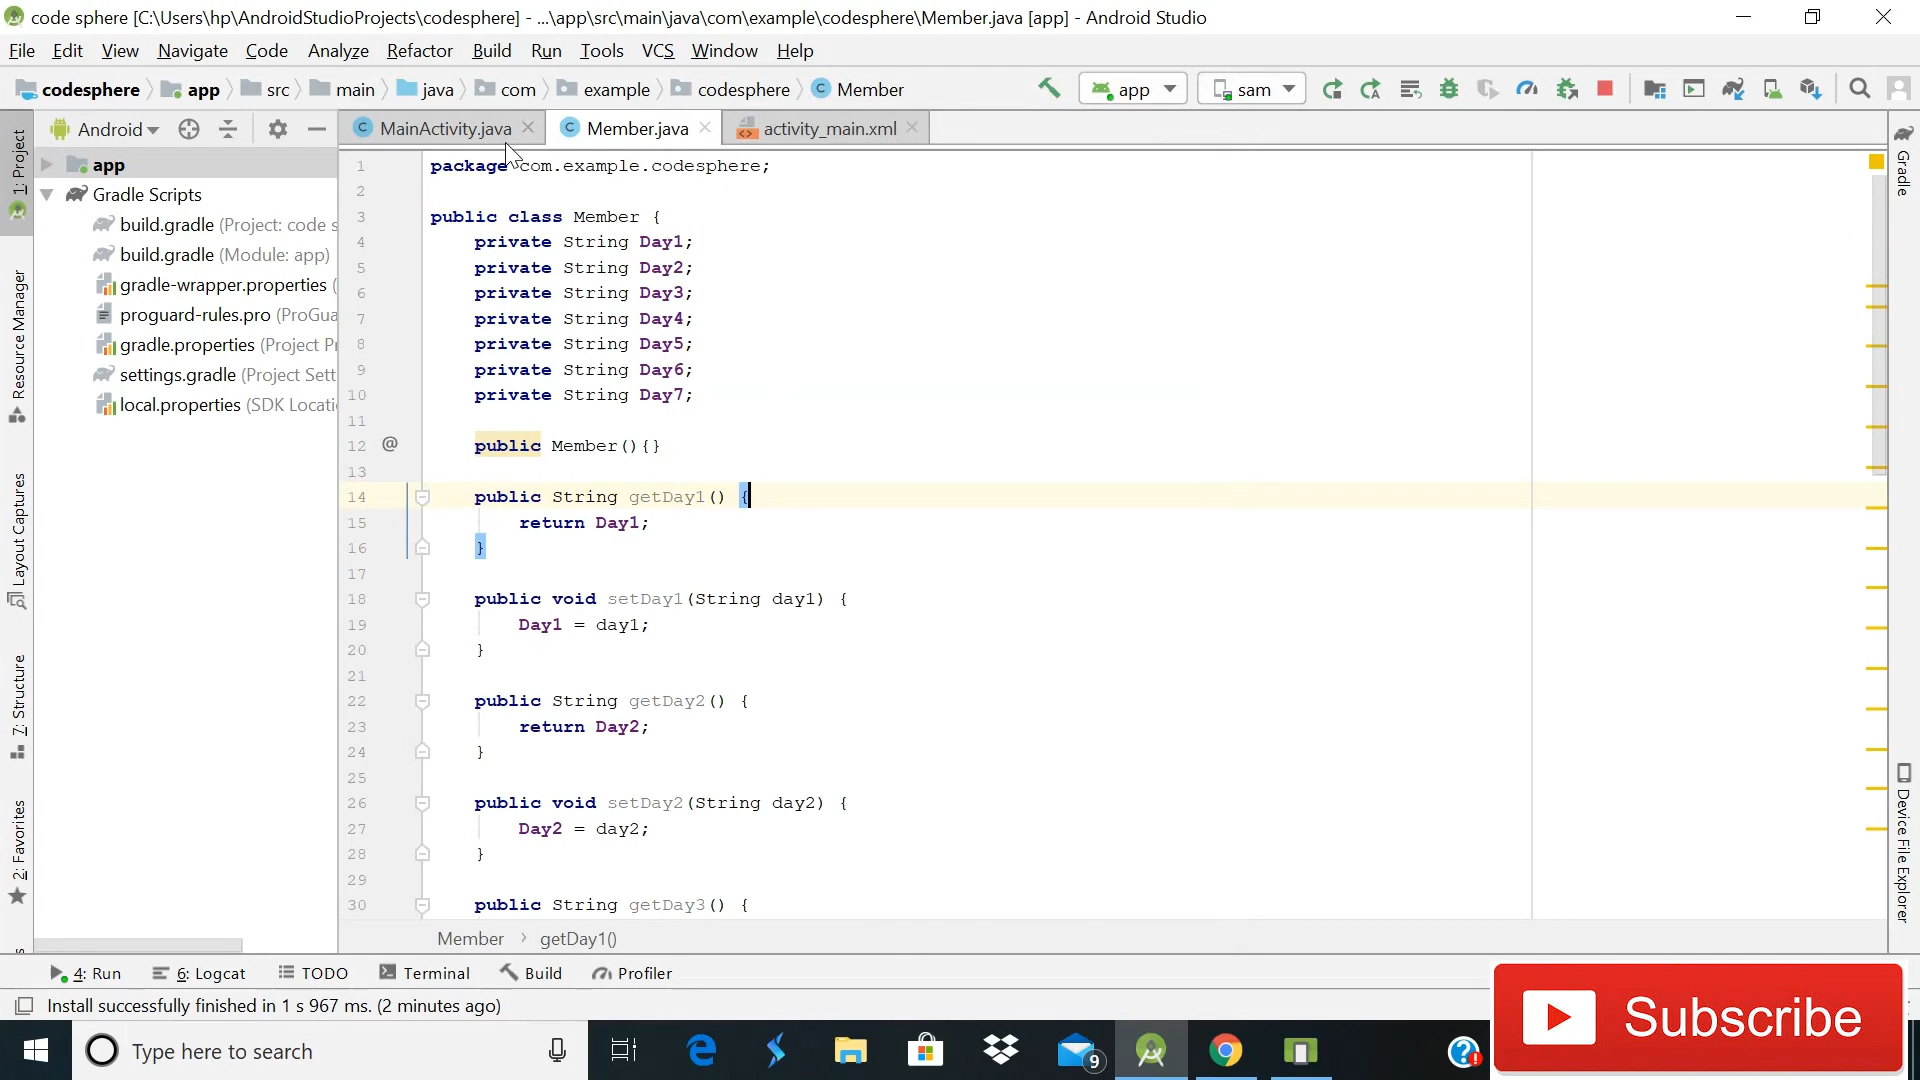 code sphere [C:\Users\hp\AndroidStudioProjects\codesphere] - ...\app\src\main\java\com\example\codesphere\Member.java [app] - Android Studio
File Edit View Navigate Code Analyze Refactor Build Run Tools VCS Window Help
codesphere app src main java com example codesphere Member
app
sam
Android
MainActivity.java
Member.java
activity_main.xml
1: Project
Resource Manager
Layout Captures
7: Structure
2: Favorites
app
Gradle Scripts
build.gradle (Project: code s
build.gradle (Module: app)
gradle-wrapper.properties (
proguard-rules.pro (ProGua
gradle.properties (Project Pr
settings.gradle (Project Sett
local.properties (SDK Locati
1 package com.example.codesphere;
2
3 public class Member {
4 private String Day1;
5 private String Day2;
6 private String Day3;
7 private String Day4;
8 private String Day5;
9 private String Day6;
10 private String Day7;
11
12 @ public Member(){}
13
14 public String getDay1() {
15 return Day1;
16 }
17
18 public void setDay1(String day1) {
19 Day1 = day1;
20 }
21
22 public String getDay2() {
23 return Day2;
24 }
25
26 public void setDay2(String day2) {
27 Day2 = day2;
28 }
29
30 public String getDay3() {
Member > getDay1()
Gradle
Device File Explorer
4: Run 6: Logcat TODO Terminal Build Profiler
Install successfully finished in 1 s 967 ms. (2 minutes ago)
Subscribe
Type here to search
9